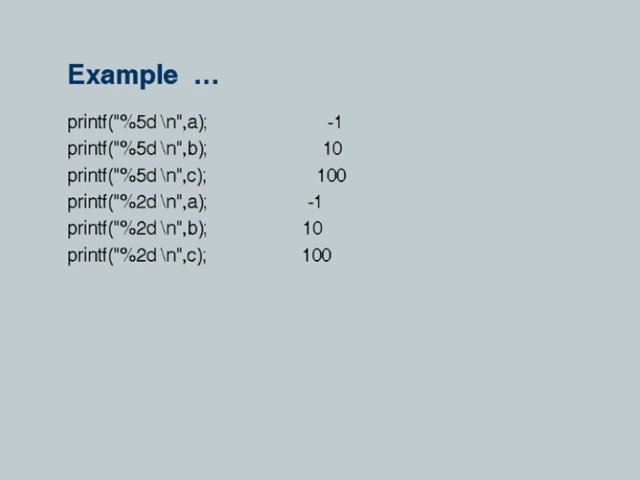 Example ...
printf("%5d \n",a); -1
printf("%5d \n",b); 10
printf("%5d \n",c); 100
printf("%2d \n",a); -1
printf("%2d \n",b); 10
printf("%2d \n",c); 100